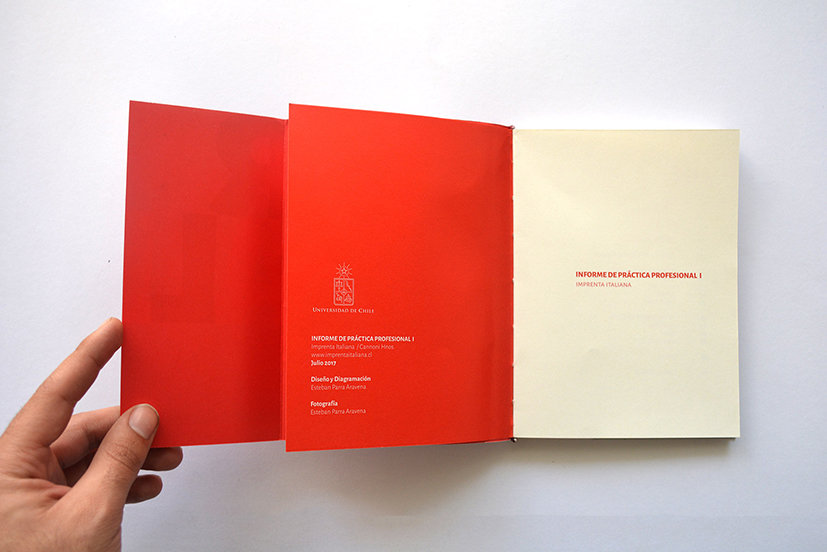 UNIVERSIDAD DE CHILE
INFORME DE PRÁCTICA PROFESIONAL I
Imprenta Italiana / Cannoni Hnos.
www.imprentaitaliana.cl
Julio 2017
Diseño y Diagramación
Esteban Parra Aravena
Fotografía
Esteban Parra Aravena
INFORME DE PRÁCTICA PROFESIONAL I
IMPRENTA ITALIANA